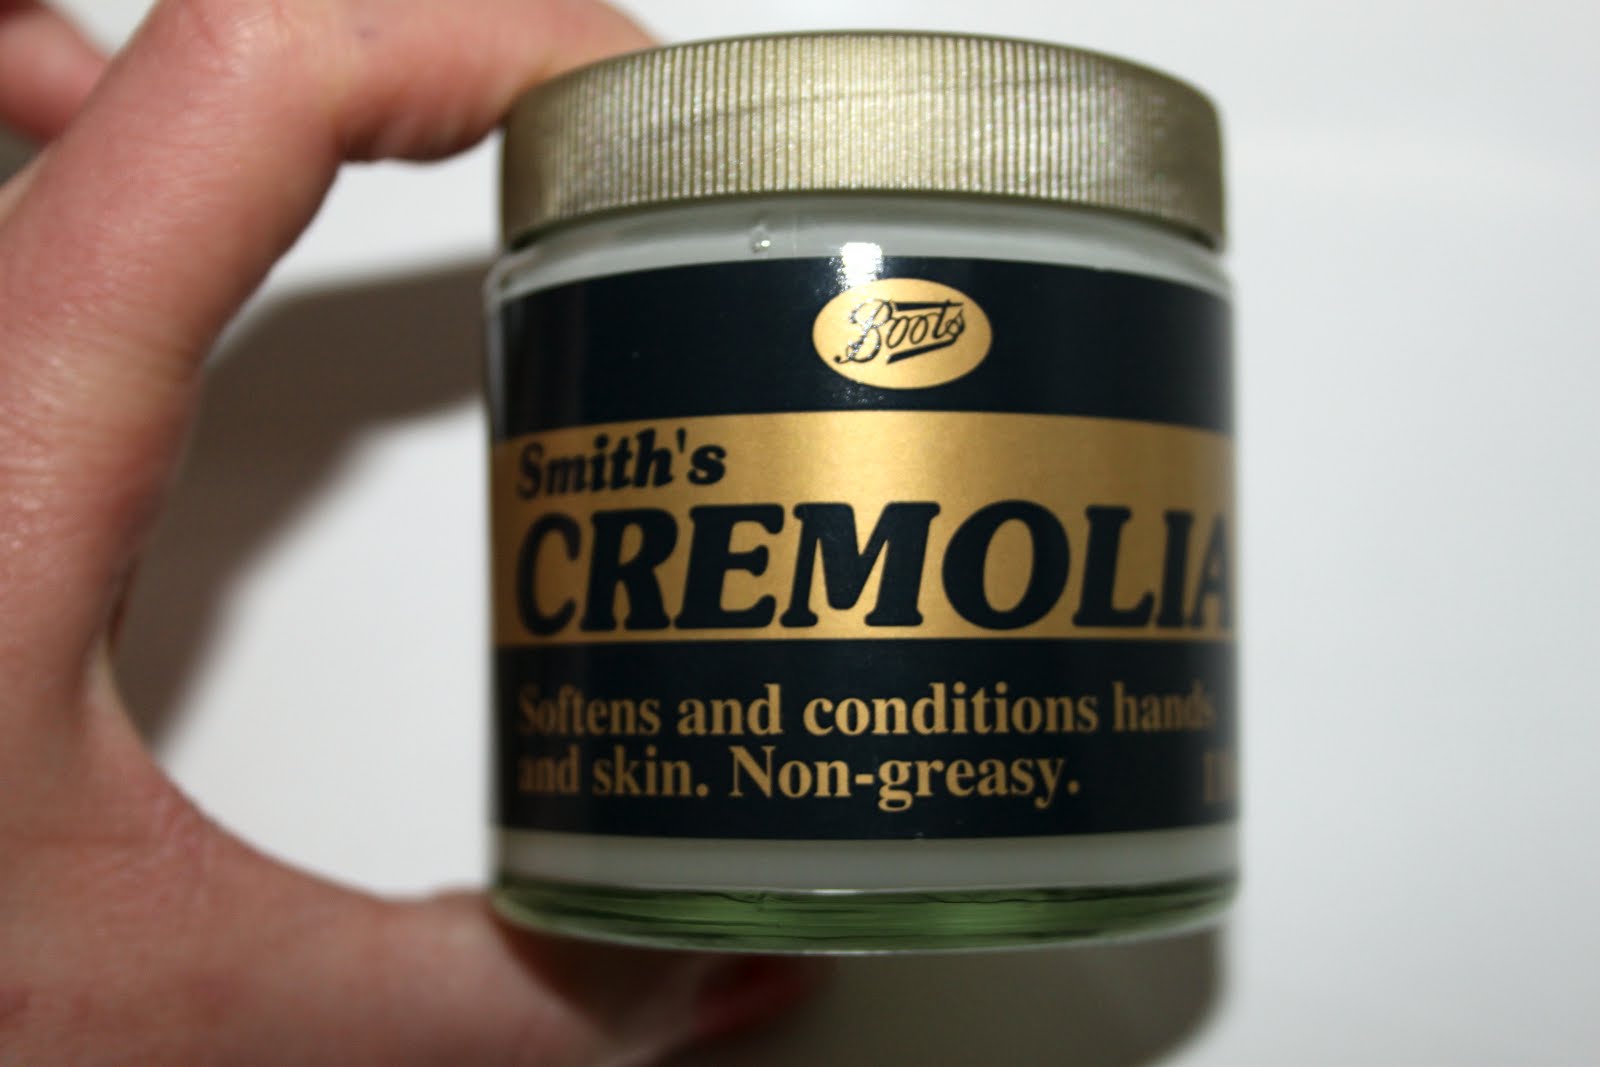 Boots
Smith's
CREMOLIA
Softens and conditions hands
and skin. Non-greasy.